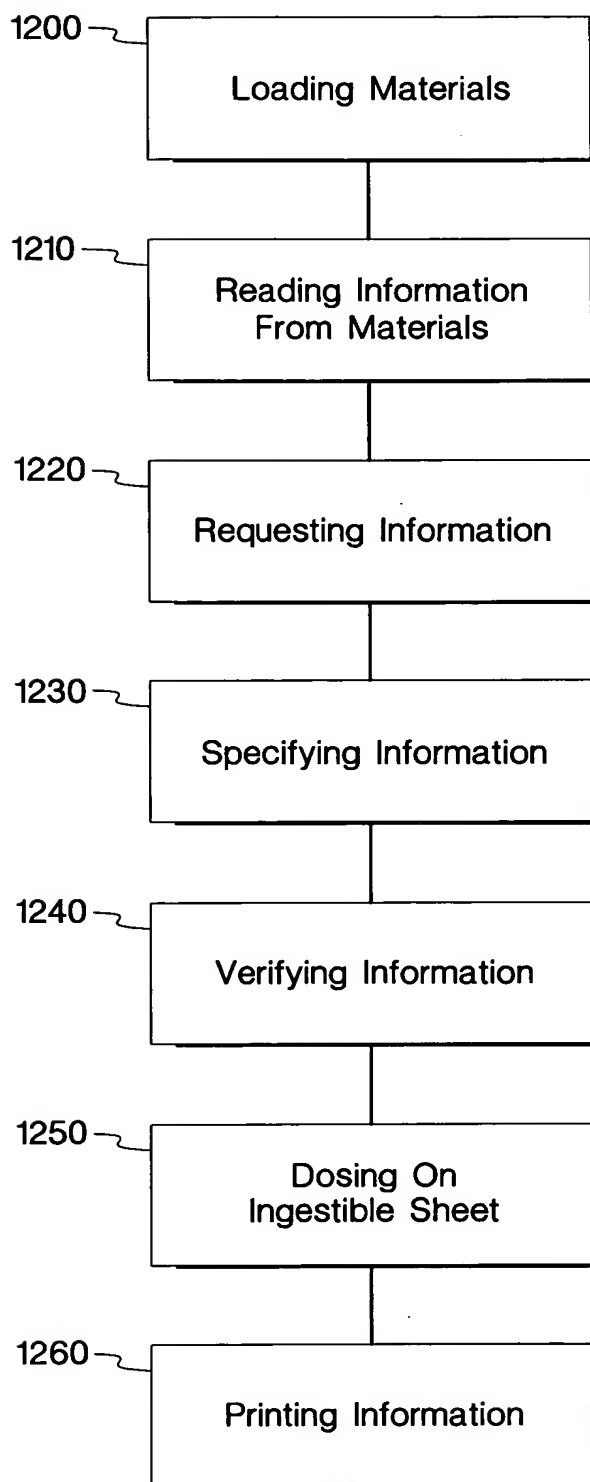 1200
Loading Materials
1210
Reading Information
From Materials
1220
Requesting Information
1230
Specifying Information
1240
Verifying Information
1250
Dosing On
Ingestible Sheet
1260
Printing Information